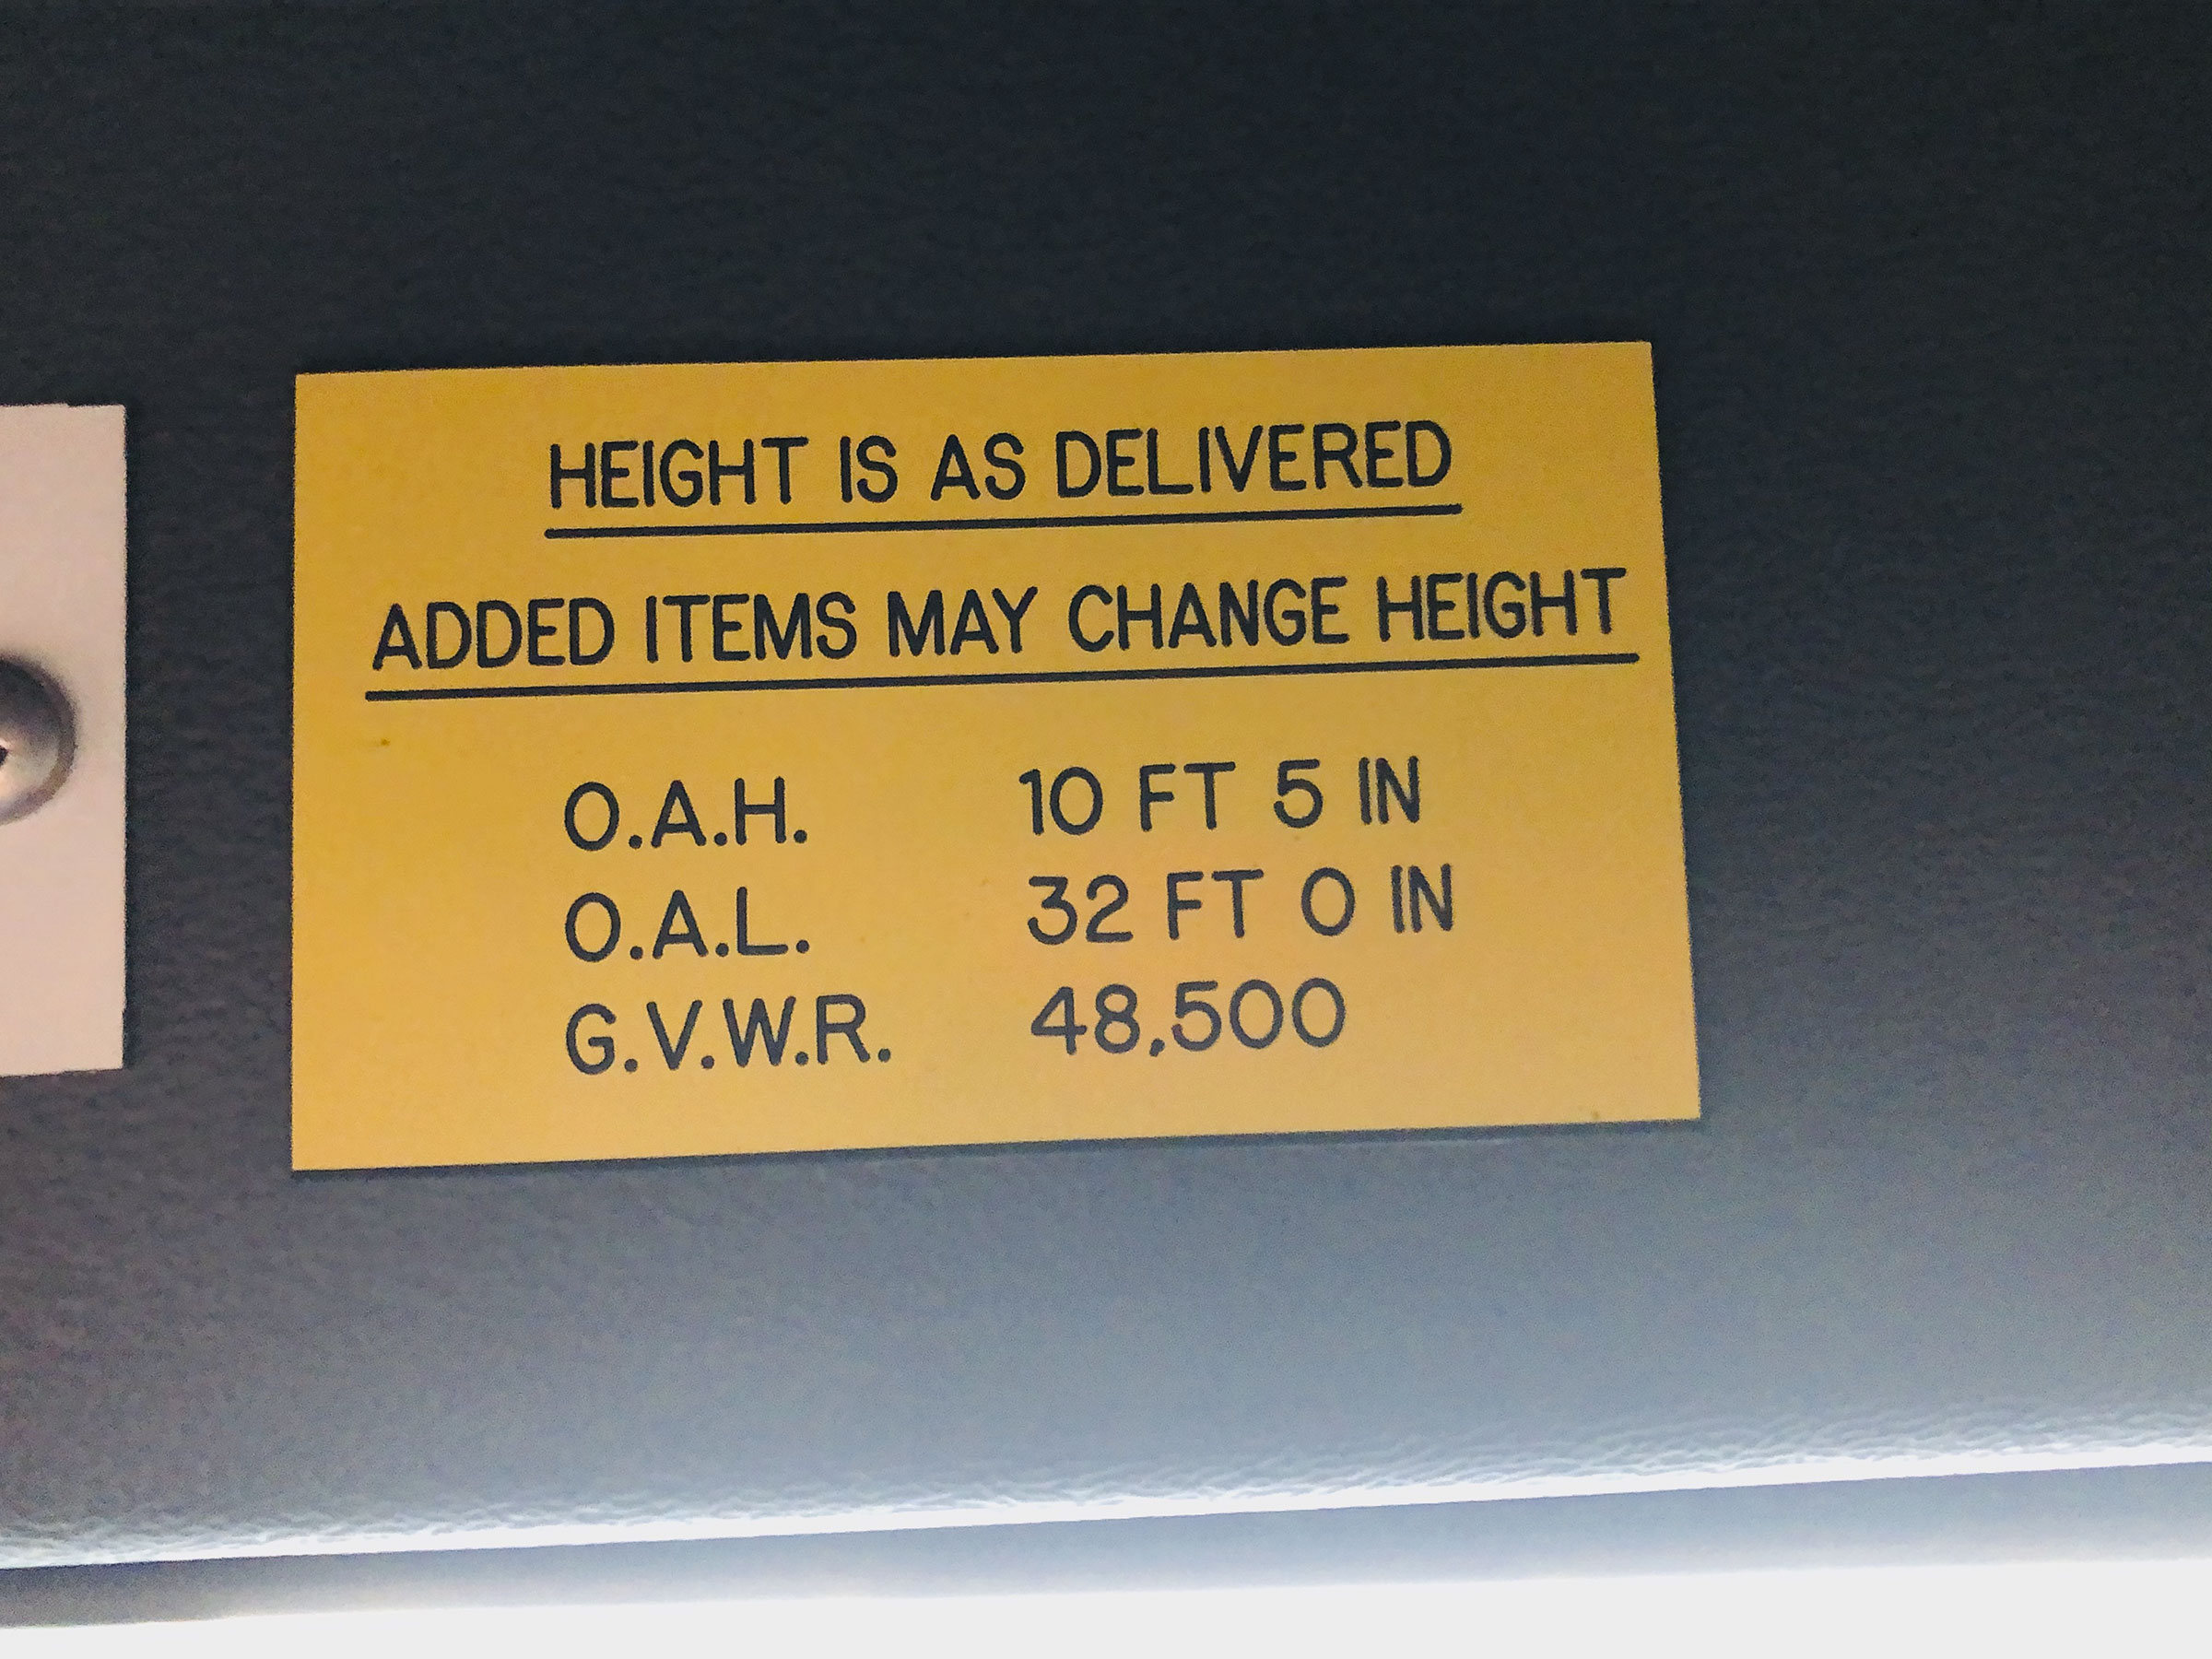 HEIGHT IS AS DELIVERED
ADDED ITEMS MAY CHANGE HEIGHT
O.A.H. 10 FT 5 IN
O.A.L. 32 FT 0 IN
G.V.W.R. 48,500